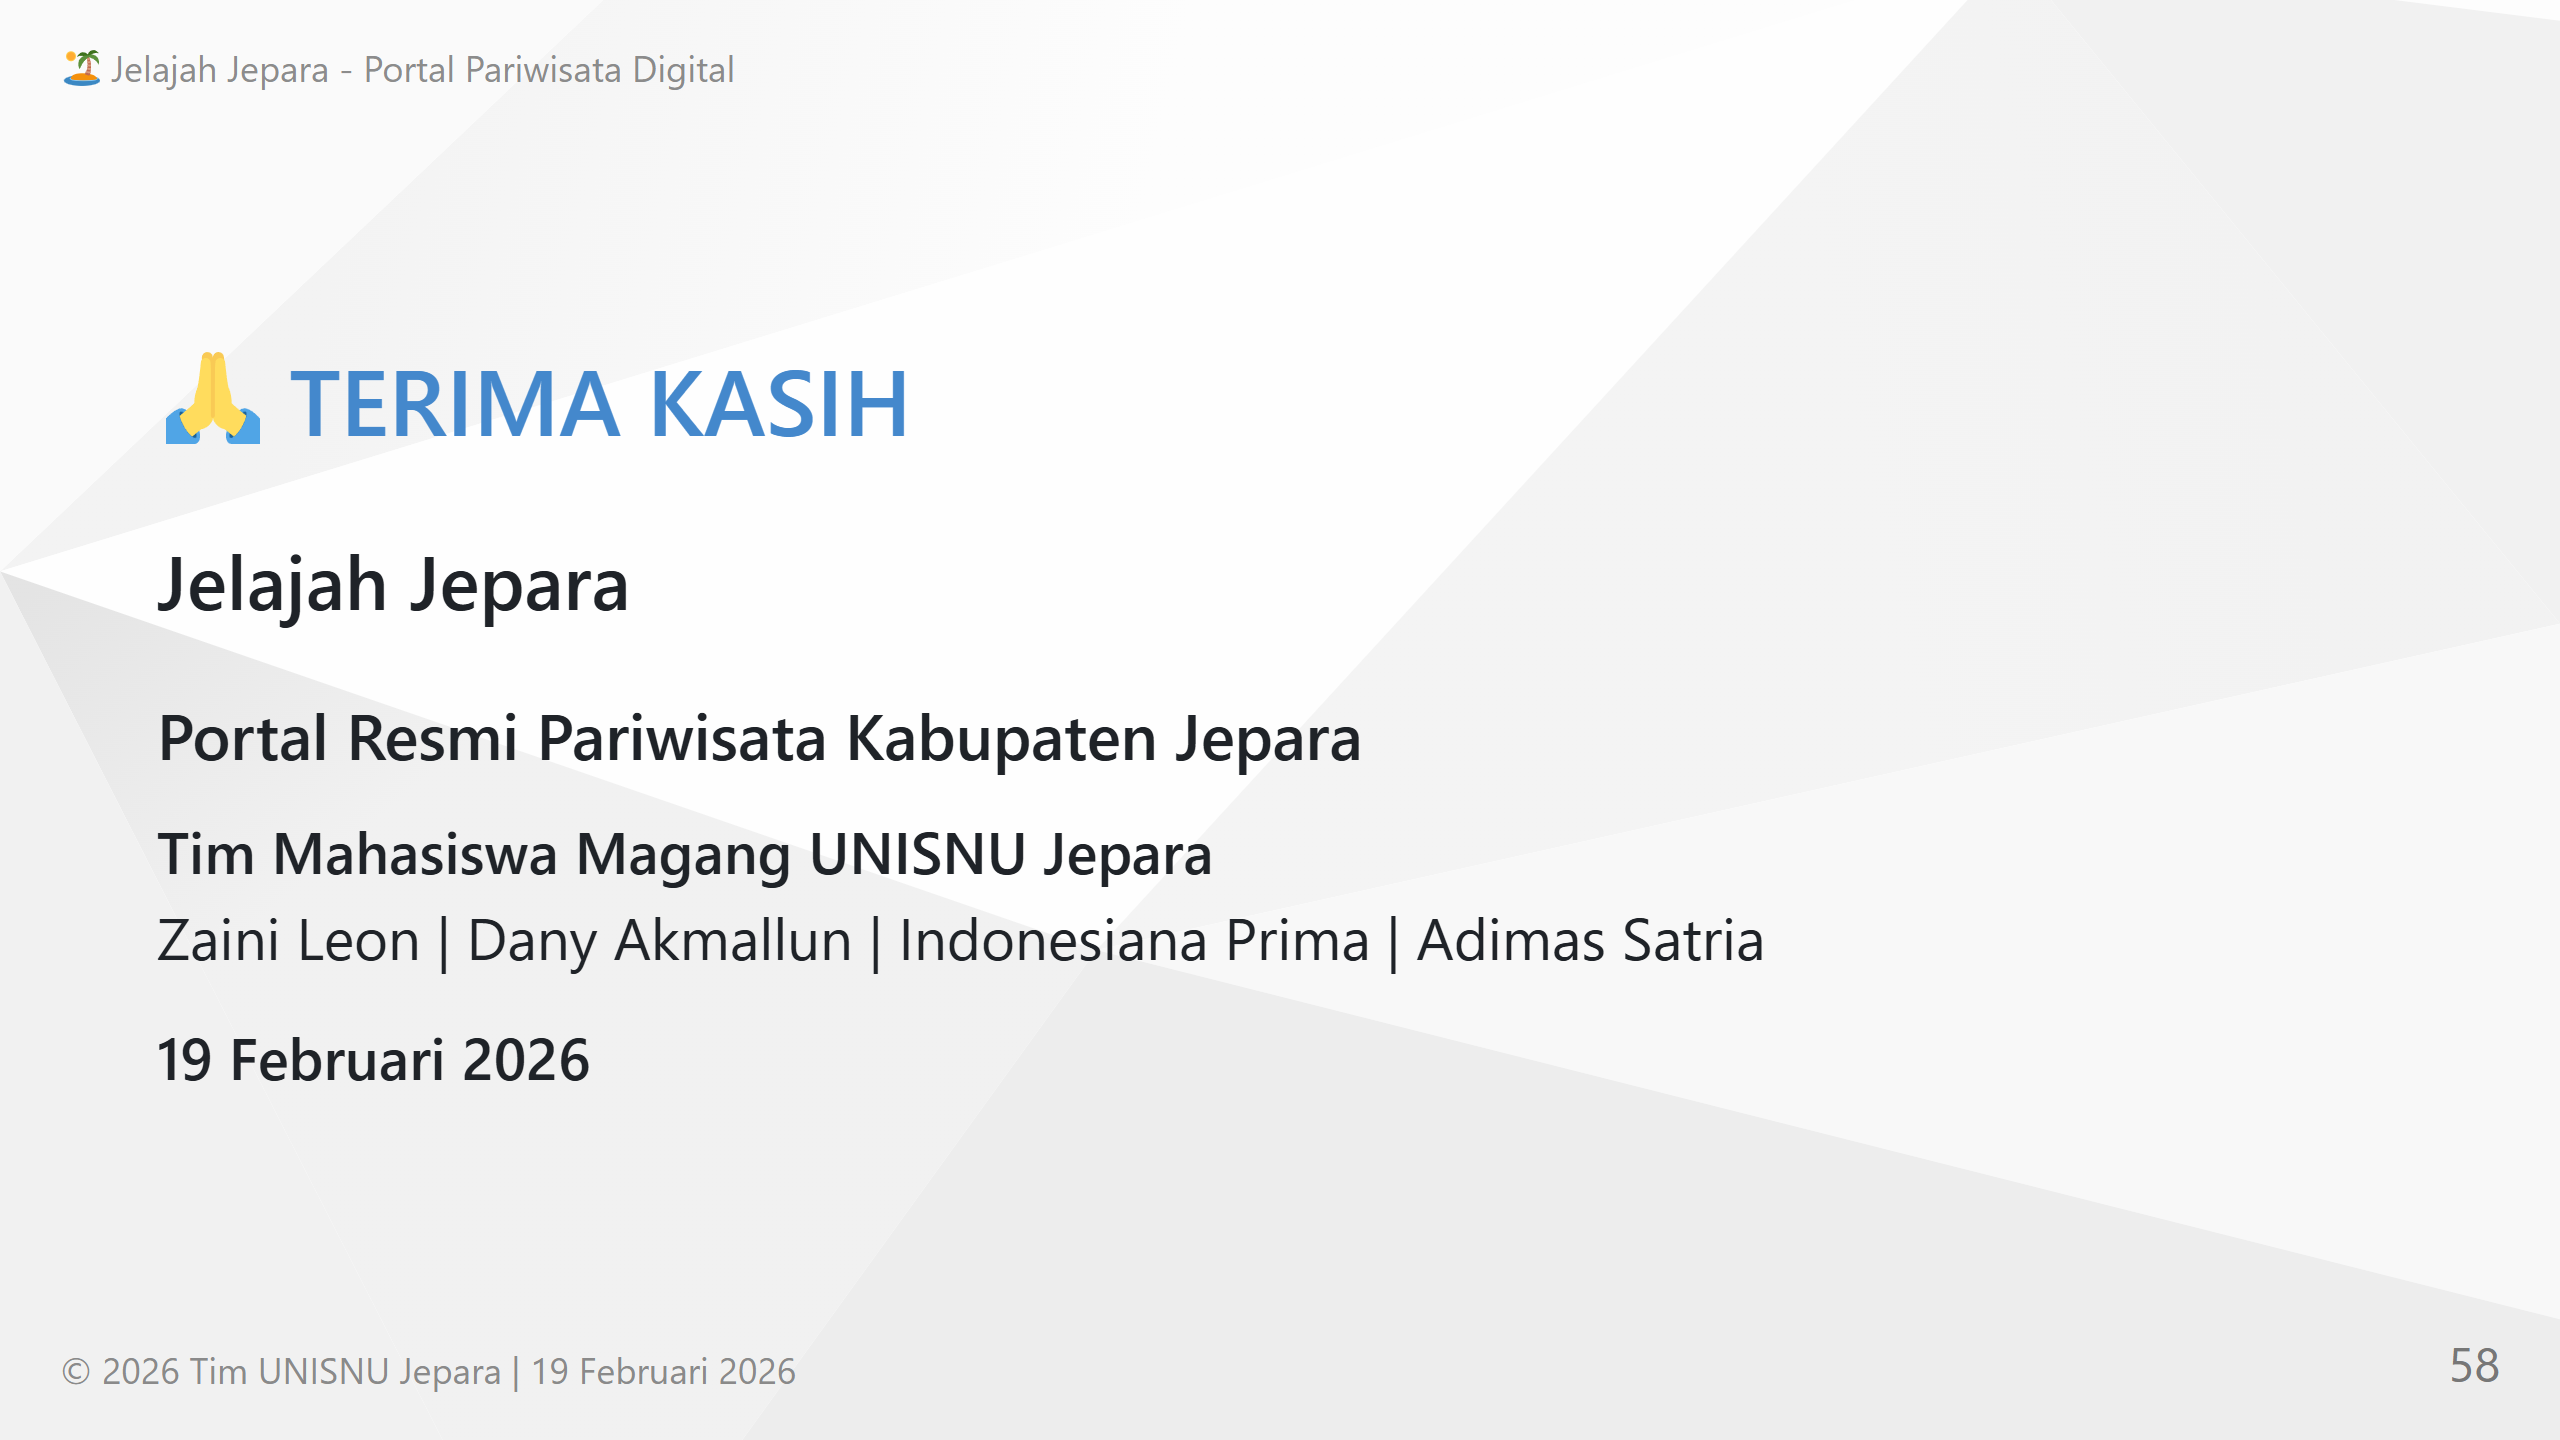 🏝️ Jelajah Jepara - Portal Pariwisata Digital
🙏 TERIMA KASIH
Jelajah Jepara
Portal Resmi Pariwisata Kabupaten Jepara
Tim Mahasiswa Magang UNISNU Jepara
Zaini Leon | Dany Akmallun | Indonesiana Prima | Adimas Satria
19 Februari 2026
© 2026 Tim UNISNU Jepara | 19 Februari 2026
58